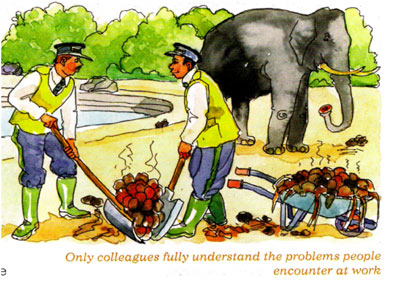 Only colleagues fully understand the problems people
encounter at work
e